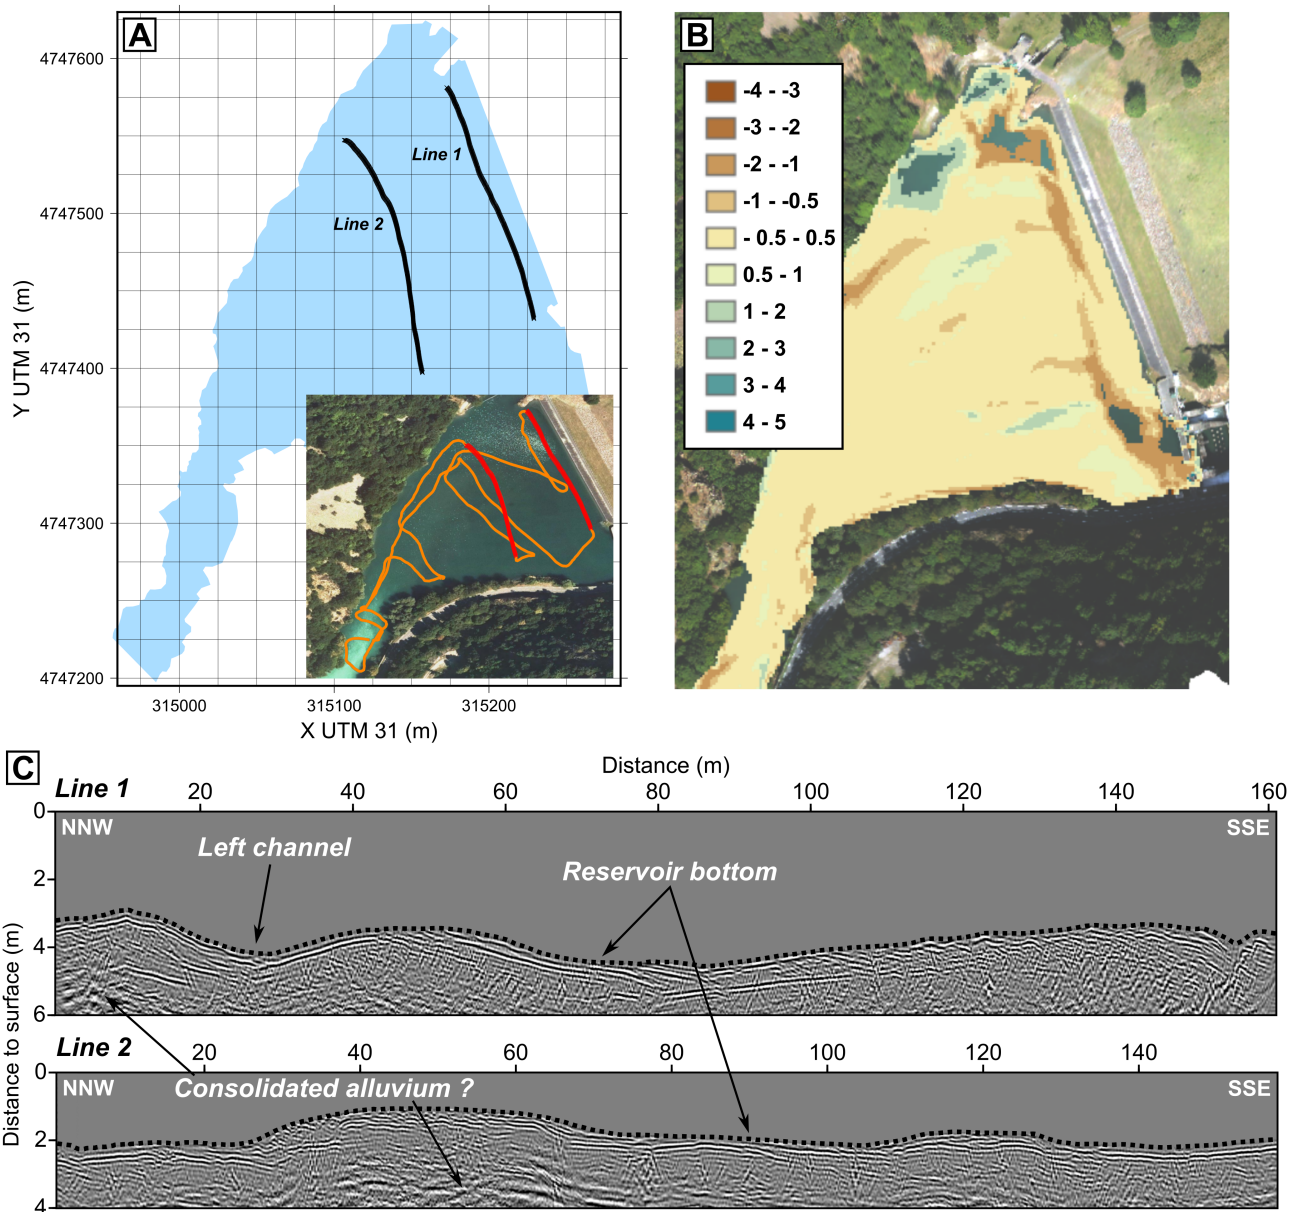 A
4747600
4747500
4747400
4747300
4747200
Y UTM 31 (m)
Line 1
Line 2
315000
315100
315200
X UTM 31 (m)
B
-4 - -3
-3 - -2
-2 - -1
-1 - -0.5
- 0.5 - 0.5
0.5 - 1
1 - 2
2 - 3
3 - 4
4 - 5
C
Distance (m)
Line 1
20 40 60 80 100 120 140 160
0
NNW
SSE
Left channel
Reservoir bottom
2
4
6
Distance to surface (m)
Line 2
20 40 60 80 100 120 140
0
NNW
SSE
Consolidated alluvium ?
2
4